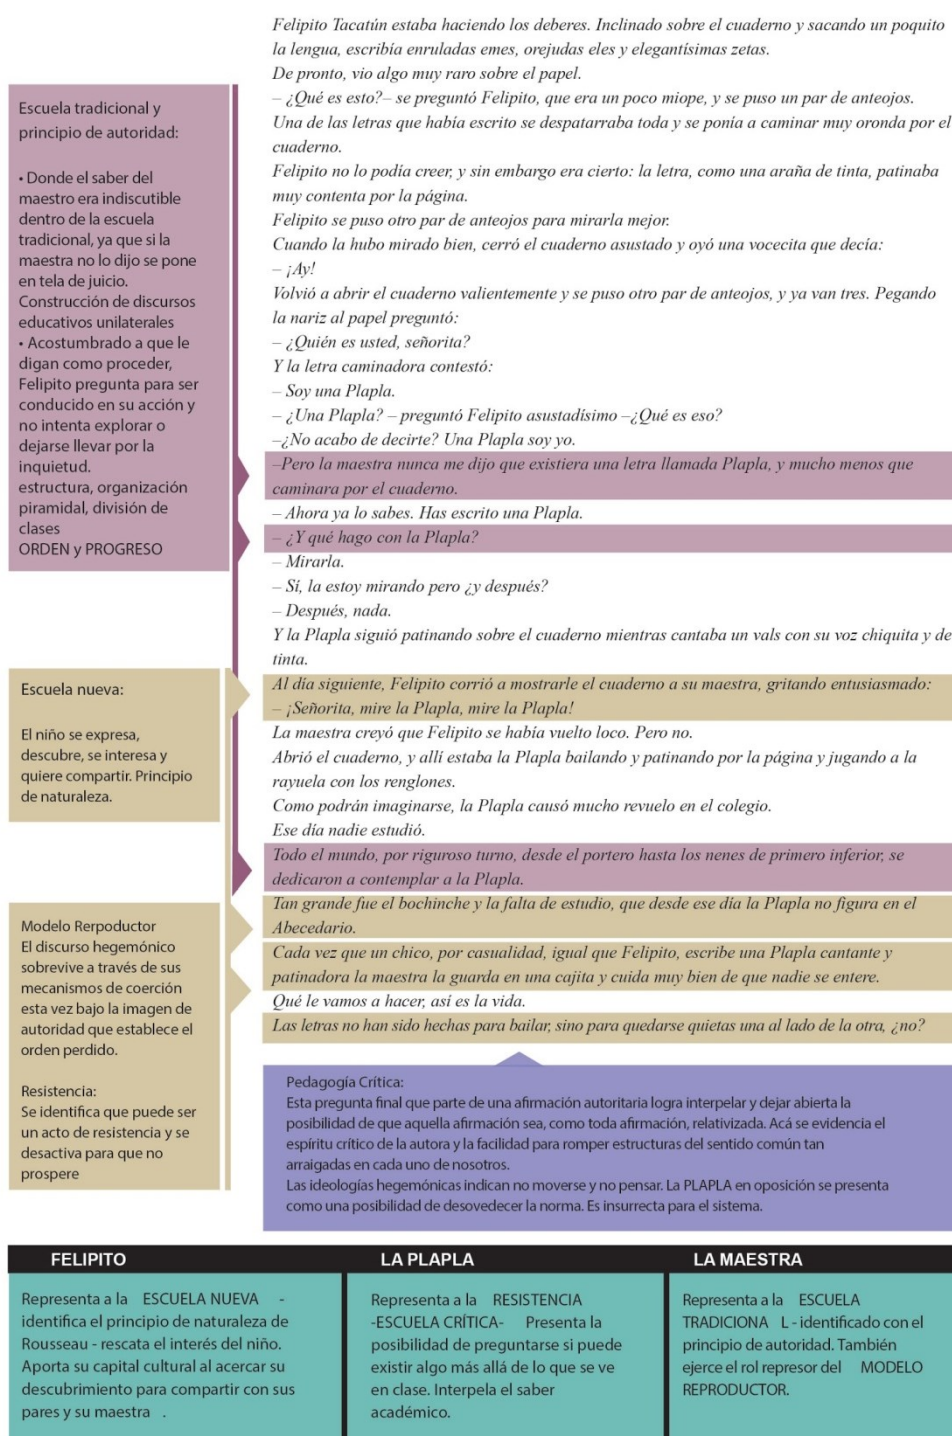 Felipito Tacatún estaba haciendo los deberes. Inclinado sobre el cuaderno y sacando un poquito
la lengua, escribía enruladas emes, orejudas eles y elegantísimas zetas.
De pronto, vio algo muy raro sobre el papel.
– ¿Qué es esto?– se preguntó Felipito, que era un poco miope, y se puso un par de anteojos.
Una de las letras que había escrito se despatarraba toda y se ponía a caminar muy oronda por el
cuaderno.
Felipito no lo podía creer, y sin embargo era cierto: la letra, como una araña de tinta, patinaba
muy contenta por la página.
Felipito se puso otro par de anteojos para mirarla mejor.
Cuando la hubo mirado bien, cerró el cuaderno asustado y oyó una vocecita que decía:
– ¡Ay!
Volvió a abrir el cuaderno valientemente y se puso otro par de anteojos, y ya van tres. Pegando
la nariz al papel preguntó:
– ¿Quién es usted, señorita?
Y la letra caminadora contestó:
– Soy una Plapla.
– ¿Una Plapla? – preguntó Felipito asustadísimo –¿Qué es eso?
–¿No acabo de decirte? Una Plapla soy yo.
–Pero la maestra nunca me dijo que existiera una letra llamada Plapla, y mucho menos que
caminara por el cuaderno.
– Ahora ya lo sabes. Has escrito una Plapla.
– ¿Y qué hago con la Plapla?
– Mirarla.
– Sí, la estoy mirando pero ¿y después?
– Después, nada.
Y la Plapla siguió patinando sobre el cuaderno mientras cantaba un vals con su voz chiquita y de
tinta.
Al día siguiente, Felipito corrió a mostrarle el cuaderno a su maestra, gritando entusiasmado:
– ¡Señorita, mire la Plapla, mire la Plapla!
La maestra creyó que Felipito se había vuelto loco. Pero no.
Abrió el cuaderno, y allí estaba la Plapla bailando y patinando por la página y jugando a la
rayuela con los renglones.
Como podrán imaginarse, la Plapla causó mucho revuelo en el colegio.
Ese día nadie estudió.
Todo el mundo, por riguroso turno, desde el portero hasta los nenes de primero inferior, se
dedicaron a contemplar a la Plapla.
Tan grande fue el bochinche y la falta de estudio, que desde ese día la Plapla no figura en el
Abecedario.
Cada vez que un chico, por casualidad, igual que Felipito, escribe una Plapla cantante y
patinadora la maestra la guarda en una cajita y cuida muy bien de que nadie se entere.
Qué le vamos a hacer, así es la vida.
Las letras no han sido hechas para bailar, sino para quedarse quietas una al lado de la otra, ¿no?
Escuela tradicional y
principio de autoridad:
• Donde el saber del
maestro era indiscutible
dentro de la escuela
tradicional, ya que si la
maestra no lo dijo se pone
en tela de juicio.
Construcción de discursos
educativos unilaterales
• Acostumbrado a que le
digan como proceder,
Felipito pregunta para ser
conducido en su acción y
no intenta explorar o
dejarse llevar por la
inquietud.
estructura, organización
piramidal, división de
clases
ORDEN y PROGRESO
Escuela nueva:
El niño se expresa,
descubre, se interesa y
quiere compartir. Principio
de naturaleza.
Modelo Rerpoductor
El discurso hegemónico
sobrevive a través de sus
mecanismos de coerción
esta vez bajo la imagen de
autoridad que establece el
orden perdido.
Resistencia:
Se identifica que puede ser
un acto de resistencia y se
desactiva para que no
prospere
Pedagogía Crítica:
Esta pregunta final que parte de una afirmación autoritaria logra interpelar y dejar abierta la
posibilidad de que aquella afirmación sea, como toda afirmación, relativizada. Acá se evidencia el
espíritu crítico de la autora y la facilidad para romper estructuras del sentido común tan
arraigadas en cada uno de nosotros.
Las ideologías hegemónicas indican no moverse y no pensar. La PLAPLA en oposición se presenta
como una posibilidad de desovedecer la norma. Es insurrecta para el sistema.
FELIPITO
Representa a la ESCUELA NUEVA -
identifica el principio de naturaleza de
Rousseau - rescata el interés del niño.
Aporta su capital cultural al acercar su
descubrimiento para compartir con sus
pares y su maestra .
LA PLAPLA
Representa a la RESISTENCIA
-ESCUELA CRÍTICA- Presenta la
posibilidad de preguntarse si puede
existir algo más allá de lo que se ve
en clase. Interpela el saber
académico.
LA MAESTRA
Representa a la ESCUELA
TRADICIONA L - identificado con el
principio de autoridad. También
ejerce el rol represor del MODELO
REPRODUCTOR.